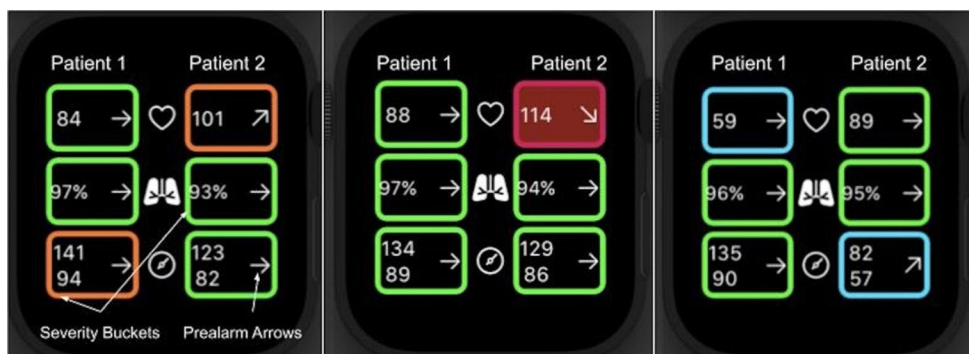 Patient 1 Patient 2
84 → 101 ↗
97% → 93% →
141 123
94 → 82 →
Severity Buckets Prealarm Arrows
Patient 1 Patient 2
88 → 114 ↘
97% → 94% →
134 129
89 → 86 →
Patient 1 Patient 2
59 → 89 →
96% → 95% →
135 82
90 → 57 ↗